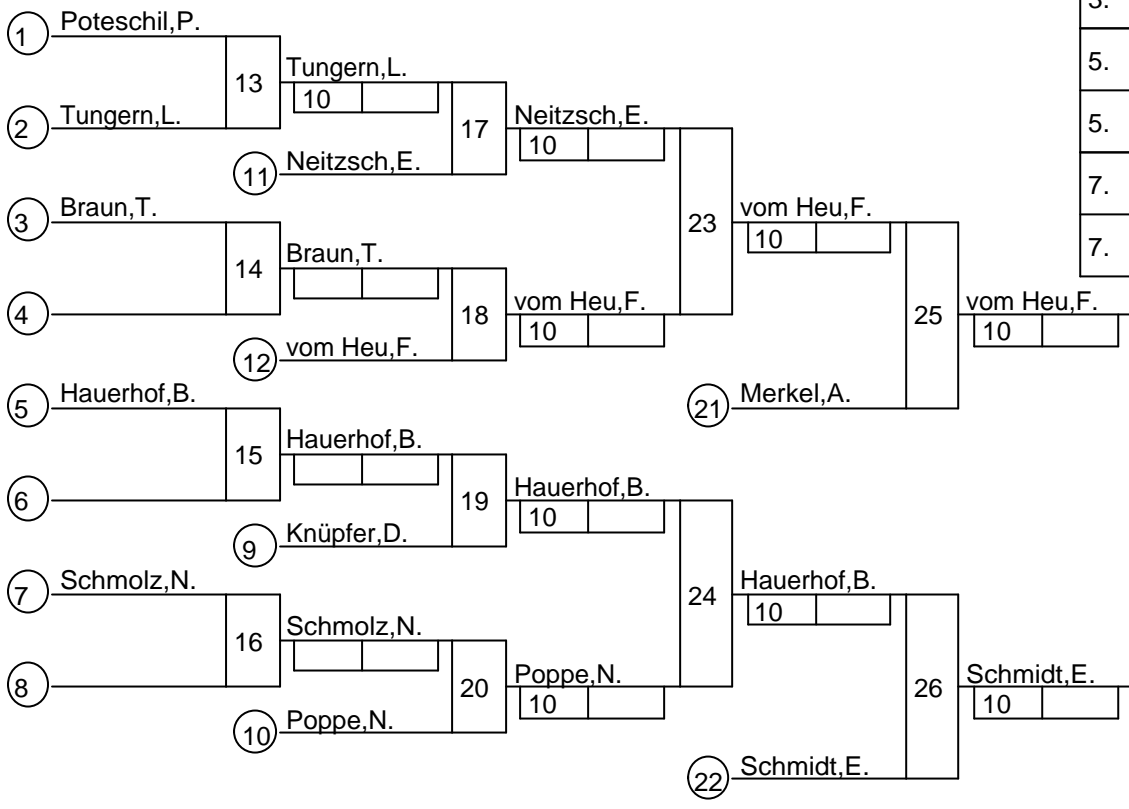 3.
1 Poteschil,P.
13 Tungern,L.
10
5.
2 Tungern,L.
17 Neitzsch,E.
10
5.
11 Neitzsch,E.
3 Braun,T.
23 vom Heu,F.
10
7.
14 Braun,T.
7.
4
18 vom Heu,F.
10
25 vom Heu,F.
10
12 vom Heu,F.
5 Hauerhof,B.
21 Merkel,A.
15 Hauerhof,B.
6
19 Hauerhof,B.
10
9 Knüpfer,D.
7 Schmolz,N.
24 Hauerhof,B.
10
16 Schmolz,N.
8
20 Poppe,N.
10
26 Schmidt,E.
10
10 Poppe,N.
22 Schmidt,E.